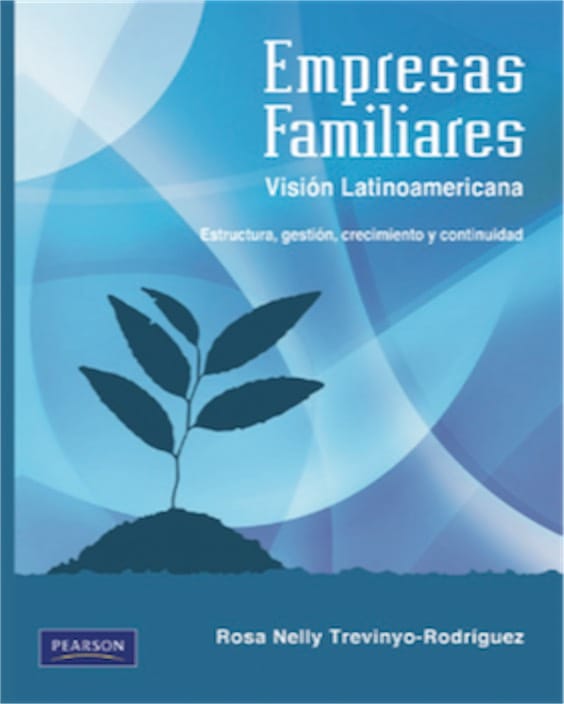 Empresas
Familiares
Visión Latinoamericana
Estructura, gestión, crecimiento y continuidad
Rosa Nelly Trevinyo-Rodríguez
PEARSON